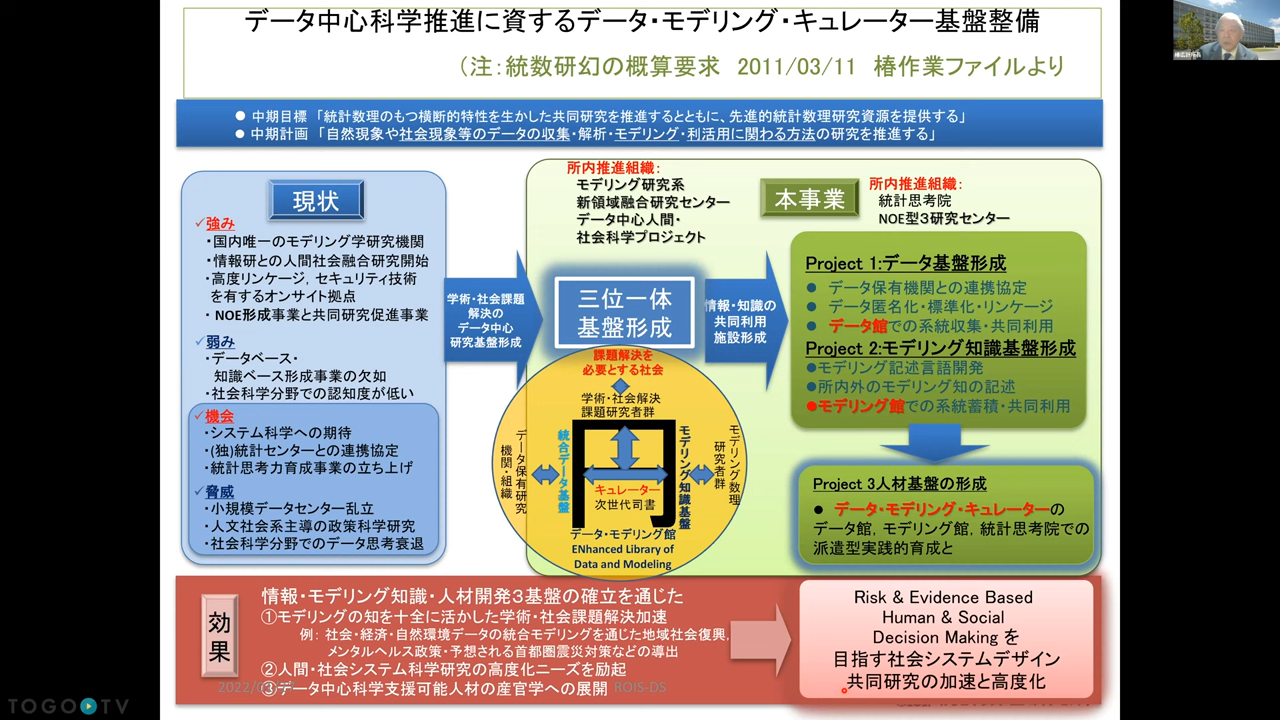 データ中心科学推進に資するデータ・モデリング・キュレーター基盤整備
（注：統数研幻の概算要求　2011/03/11　椿作業ファイルより
● 中期目標 「統計数理のもつ横断的特性を生かした共同研究を推進するとともに、先進的統計数理研究資源を提供する」
● 中期計画 「自然現象や社会現象等のデータの収集・解析・モデリング・利活用に関わる方法の研究を推進する」
現状
✓強み
・国内唯一のモデリング学研究機関
・情報研との人間社会融合研究開始
・高度リンケージ，セキュリティ技術
を有するオンサイト拠点
・NOE形成事業と共同研究促進事業
✓弱み
・データベース・
知識ベース形成事業の欠如
・社会科学分野での認知度が低い
✓機会
・システム科学への期待
・(独)統計センターとの連携協定
・統計思考力育成事業の立ち上げ
✓脅威
・小規模データセンター乱立
・人文社会系主導の政策科学研究
・社会科学分野でのデータ思考衰退
学術・社会課題
解決の
データ中心
研究基盤形成
所内推進組織：
モデリング研究系
新領域融合研究センター
データ中心人間・
社会科学プロジェクト
三位一体
基盤形成
情報・知識の
共同利用
施設形成
課題解決を
必要とする社会
学術・社会解決
課題研究者群
データ保有研究
機関・組織
統合データ基盤
モデリング知識基盤
モデリング数理
研究者群
キュレーター
次世代司書
データ・モデリング館
ENhanced Library of
Data and Modeling
本事業
所内推進組織：
統計思考院
NOE型３研究センター
Project 1:データ基盤形成
● データ保有機関との連携協定
● データ匿名化・標準化・リンケージ
● データ館での系統収集・共同利用
Project 2:モデリング知識基盤形成
●モデリング記述言語開発
●所内外のモデリング知の記述
●モデリング館での系統蓄積・共同利用
Project 3人材基盤の形成
● データ・モデリング・キュレーターの
データ館，モデリング館，統計思考院での
派遣型実践的育成と
効果
情報・モデリング知識・人材開発３基盤の確立を通じた
①モデリングの知を十全に活かした学術・社会課題解決加速
例：社会・経済・自然環境データの統合モデリングを通じた地域社会復興，
メンタルヘルス政策・予想される首都圏震災対策などの導出
②人間・社会システム科学研究の高度化ニーズを励起
③データ中心科学支援可能人材の産官学への展開
ROIS-DS
Risk & Evidence Based
Human & Social
Decision Making を
目指す社会システムデザイン
共同研究の加速と高度化
TOGO TV